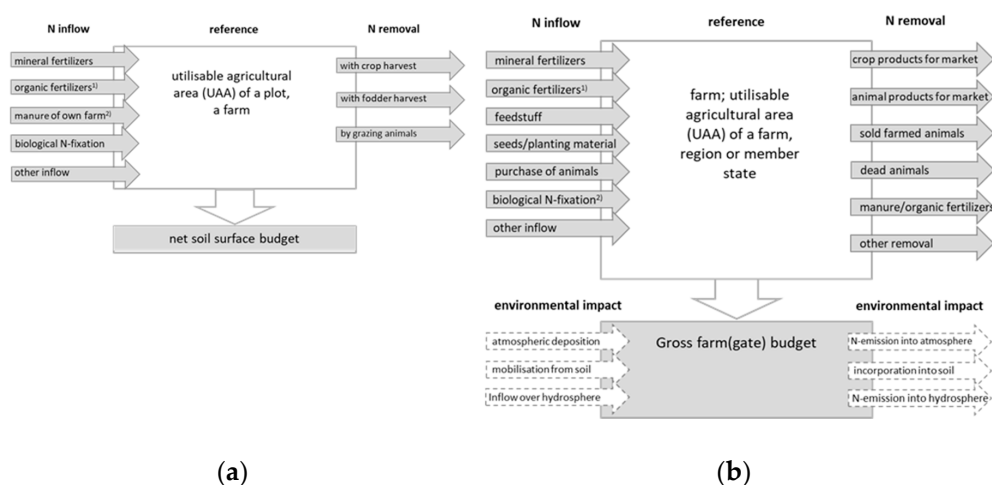 N inflow
reference
N removal
mineral fertilizers
organic fertilizers1)
manure of own farm2)
biological N-fixation
other inflow
utilisable agricultural
area (UAA) of a plot,
a farm
with crop harvest
with fodder harvest
by grazing animals
net soil surface budget
(a)
N inflow
reference
N removal
mineral fertilizers
organic fertilizers1)
feedstuff
seeds/planting material
purchase of animals
biological N-fixation2)
other inflow
farm; utilisable
agricultural area
(UAA) of a farm,
region or member
state
crop products for market
animal products for market
sold farmed animals
dead animals
manure/organic fertilizers
other removal
environmental impact
environmental impact
atmospheric deposition
mobilisation from soil
Inflow over hydrosphere
Gross farm(gate) budget
N-emission into atmosphere
incorporation into soil
N-emission into hydrosphere
(b)